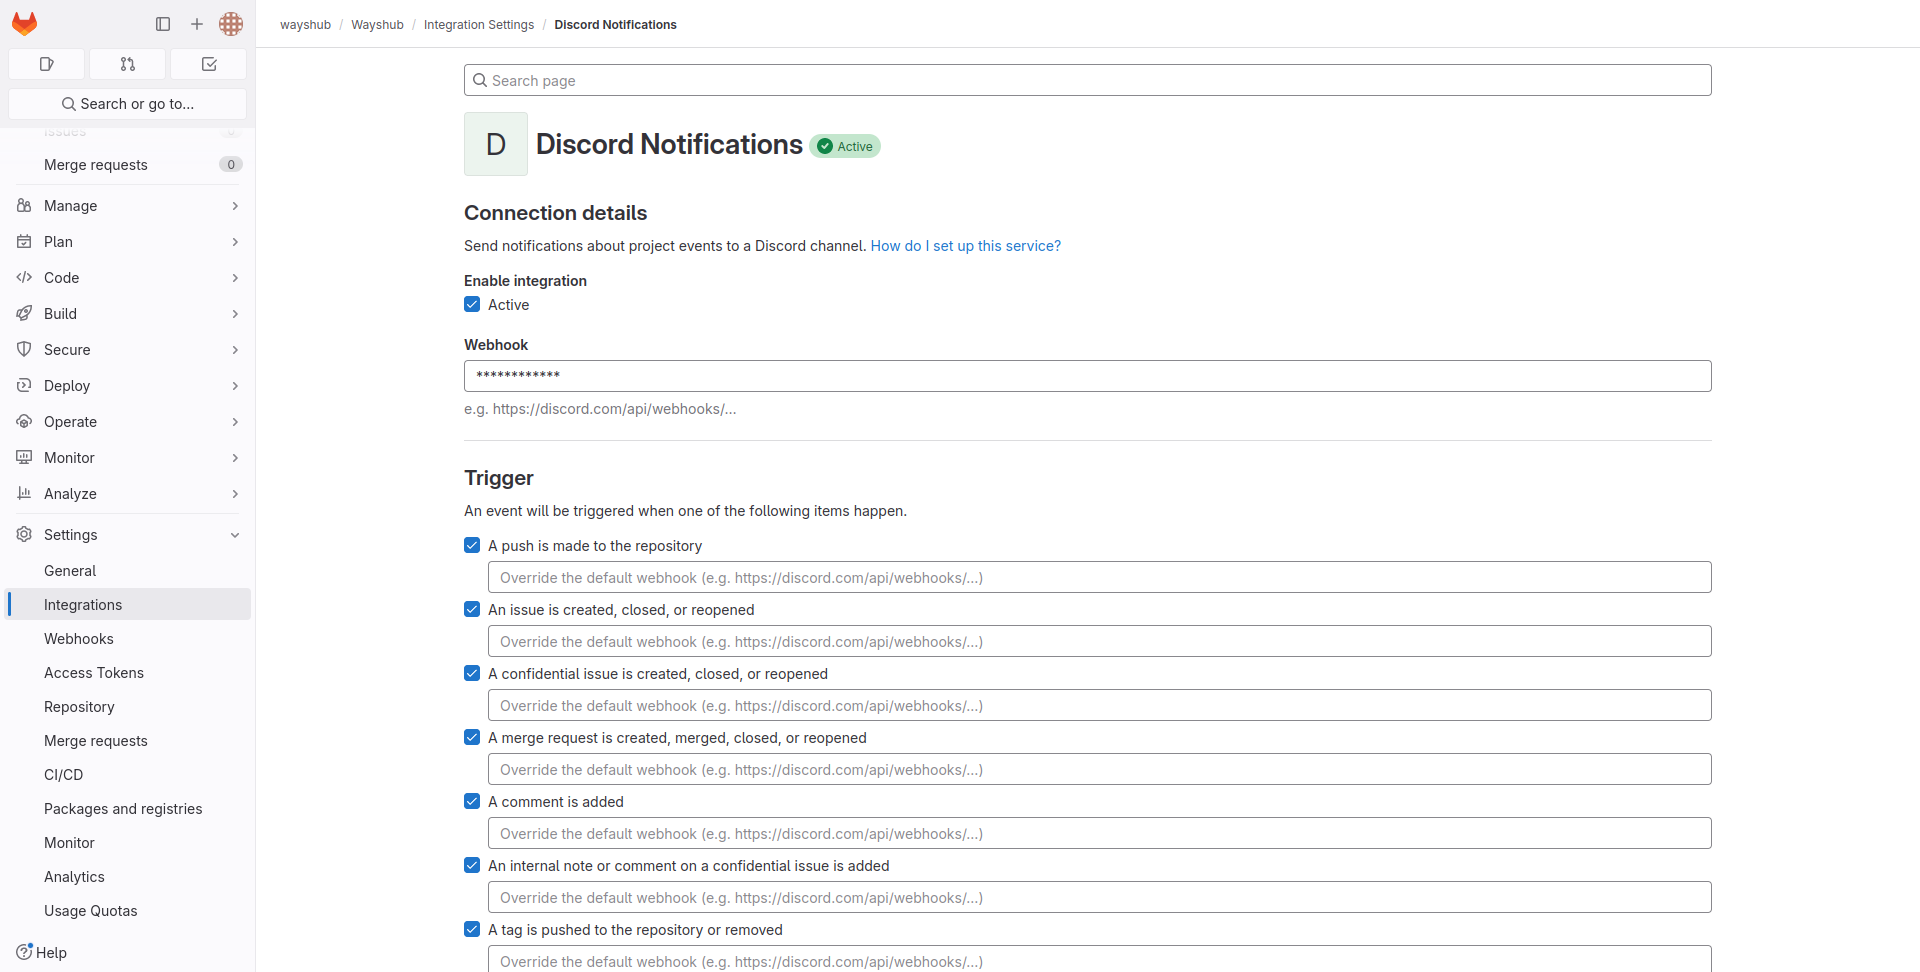 wayshub / Wayshub / Integration Settings / Discord Notifications
Search or go to...
Issues
Merge requests 0
Manage
Plan
Code
Build
Secure
Deploy
Operate
Monitor
Analyze
Settings
General
Integrations
Webhooks
Access Tokens
Repository
Merge requests
CI/CD
Packages and registries
Monitor
Analytics
Usage Quotas
Help
Search page
D
Discord Notifications Active
Connection details
Send notifications about project events to a Discord channel. How do I set up this service?
Enable integration
Active
Webhook
************
e.g. https://discord.com/api/webhooks/...
Trigger
An event will be triggered when one of the following items happen.
A push is made to the repository
Override the default webhook (e.g. https://discord.com/api/webhooks/...)
An issue is created, closed, or reopened
Override the default webhook (e.g. https://discord.com/api/webhooks/...)
A confidential issue is created, closed, or reopened
Override the default webhook (e.g. https://discord.com/api/webhooks/...)
A merge request is created, merged, closed, or reopened
Override the default webhook (e.g. https://discord.com/api/webhooks/...)
A comment is added
Override the default webhook (e.g. https://discord.com/api/webhooks/...)
An internal note or comment on a confidential issue is added
Override the default webhook (e.g. https://discord.com/api/webhooks/...)
A tag is pushed to the repository or removed
Override the default webhook (e.g. https://discord.com/api/webhooks/...)